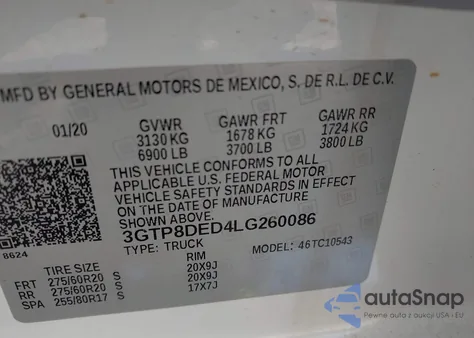 MFD BY GENERAL MOTORS DE MEXICO, S. DE R.L. DE C.V.
01/20 GVWR GAWR FRT GAWR RR
3130 KG 1678 KG 1724 KG
6900 LB 3700 LB 3800 LB
THIS VEHICLE CONFORMS TO ALL
APPLICABLE U.S. FEDERAL MOTOR
VEHICLE SAFETY STANDARDS IN EFFECT
ON THE DATE OF MANUFACTURE SHOWN ABOVE.
3GTP8DED4LG260086
8624
TYPE: TRUCK MODEL: 46TC10543
TIRE SIZE RIM
FRT 275/60R20 S 20X9J
RR 275/60R20 S 20X9J
SPA 255/80R17 S 17X7J
autoSnap
Pewne auta z aukcji USA i EU